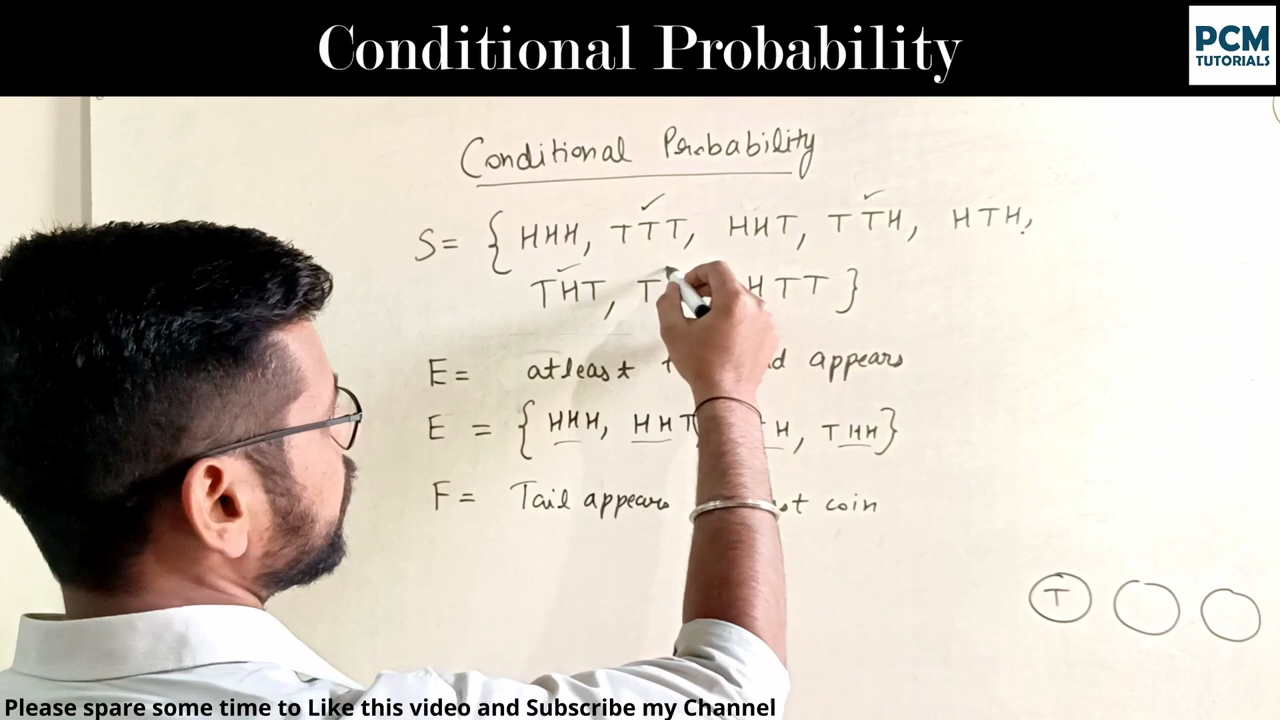 Conditional Probability
PCM
TUTORIALS
Conditional Probability
S= { HHH, TTT, HHT, TTH, HTH,
THT, T HTT }
E= atleast appears
E = { HHH, HHT H, THH}
F= Tail appears coin
T
Please spare some time to Like this video and Subscribe my Channel